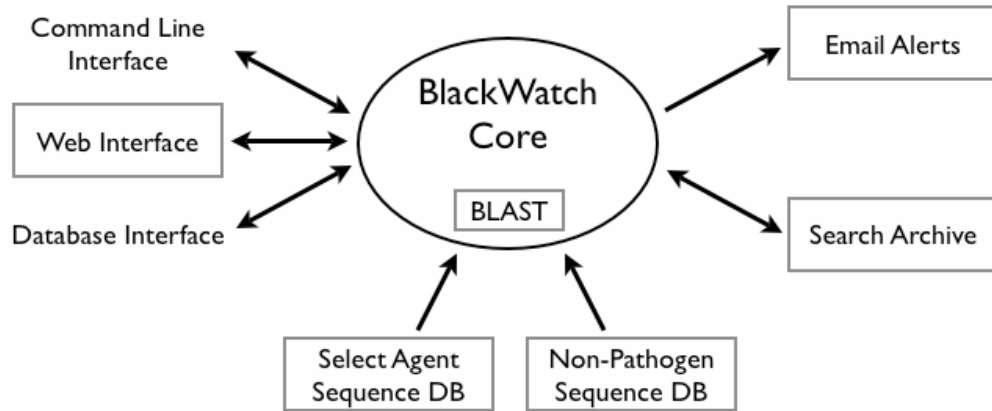 Command Line
Interface
Web Interface
Database Interface
BlackWatch
Core
BLAST
Email Alerts
Search Archive
Select Agent
Sequence DB
Non-Pathogen
Sequence DB